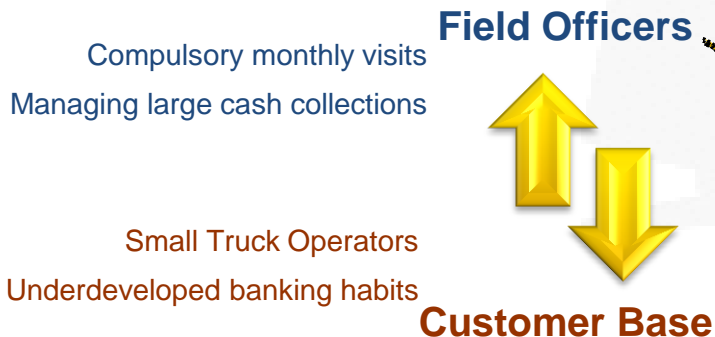 Field Officers
Compulsory monthly visits
Managing large cash collections
Small Truck Operators
Underdeveloped banking habits
Customer Base